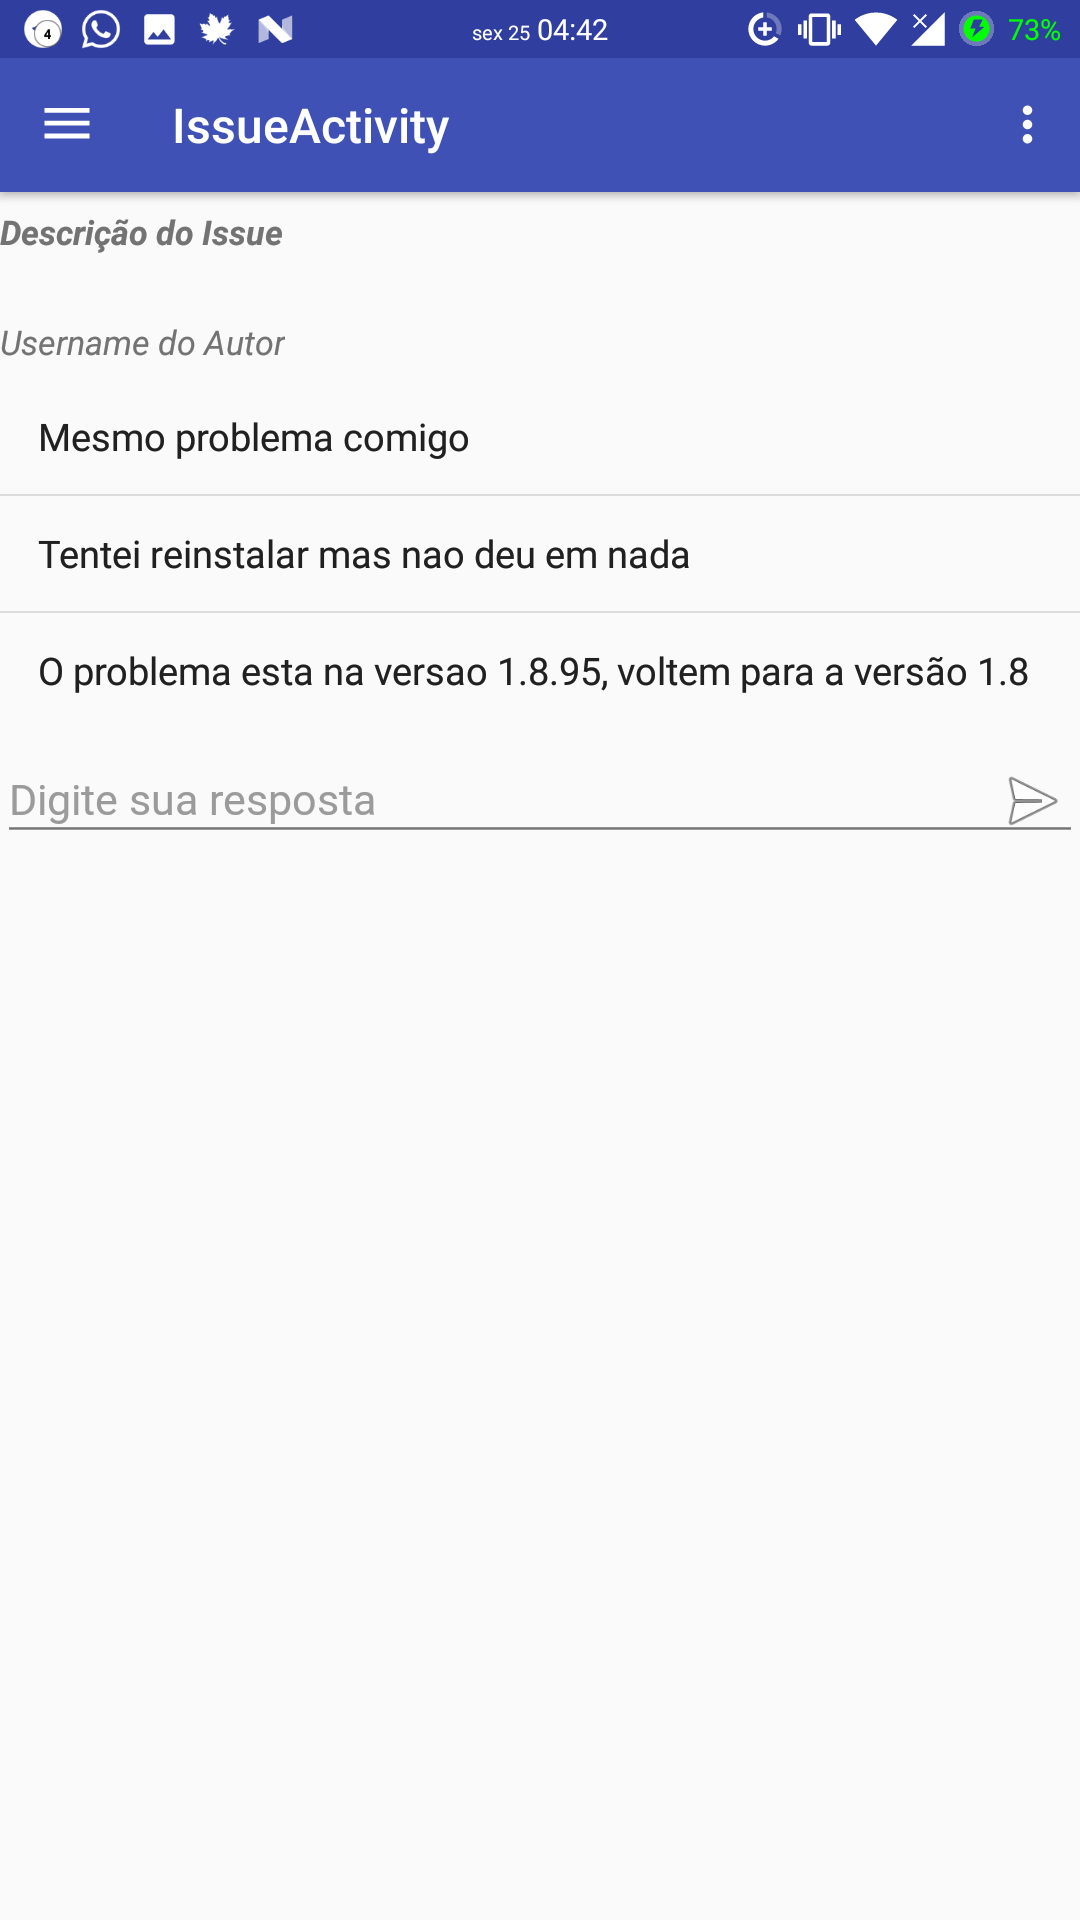 4
sex 25 04:42
73%
IssueActivity
Descrição do Issue
Username do Autor
Mesmo problema comigo
Tentei reinstalar mas nao deu em nada
O problema esta na versao 1.8.95, voltem para a versão 1.8
Digite sua resposta